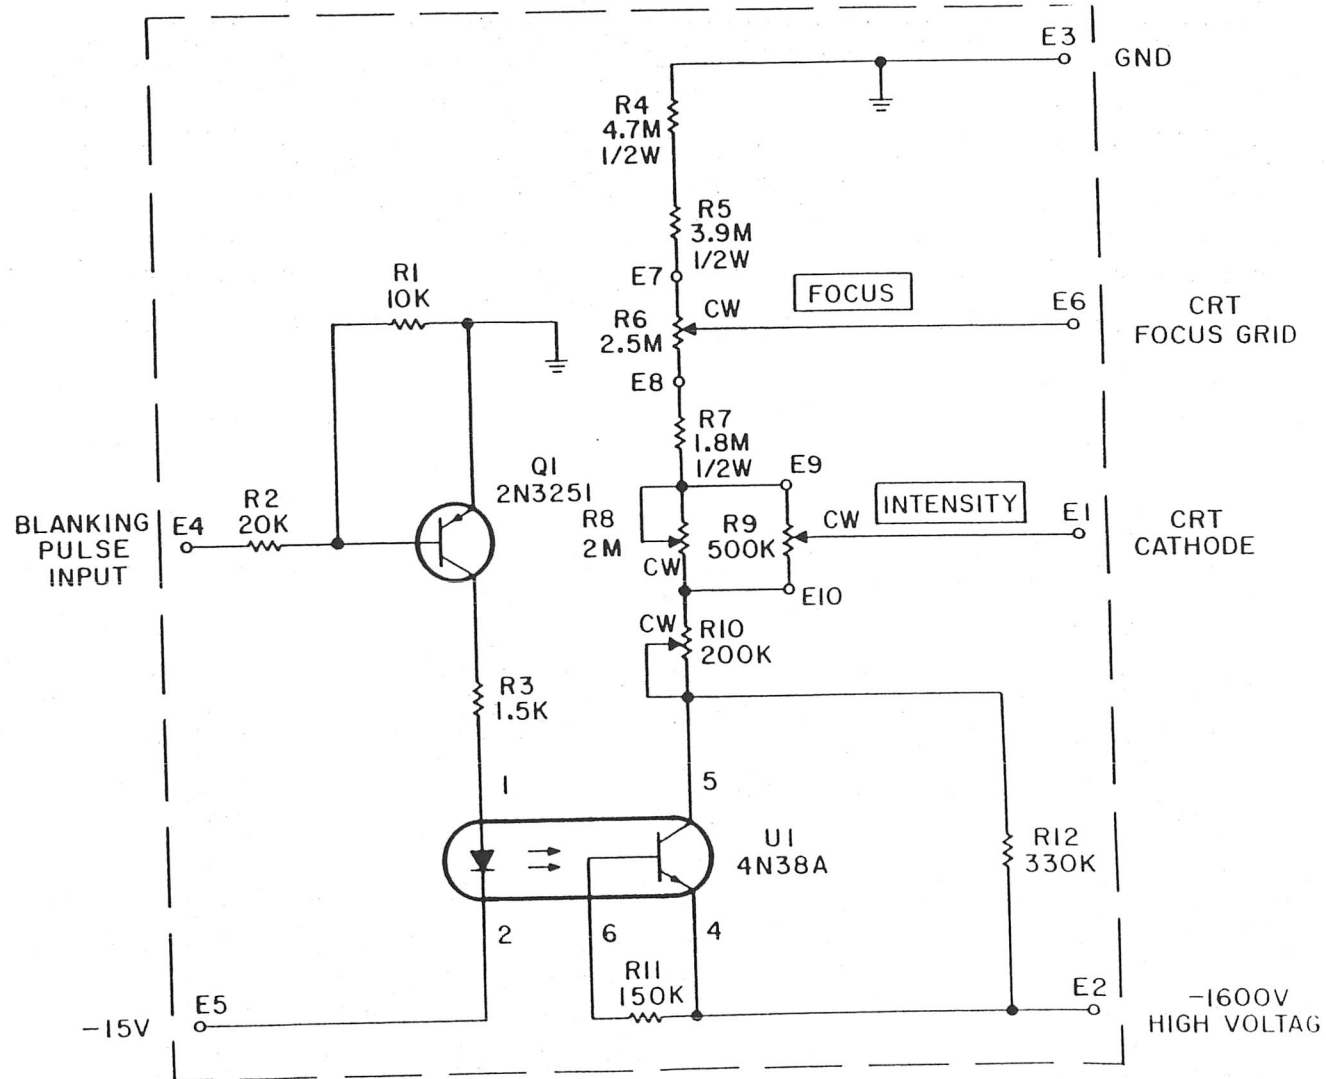 E3
GND
R4
4.7M
1/2W
R5
3.9M
1/2W
R1
10K
E7
FOCUS
CW
E6
CRT
FOCUS GRID
R6
2.5M
E8
R7
1.8M
1/2W
Q1
2N3251
E9
INTENSITY
E1
CRT
CATHODE
BLANKING
PULSE
INPUT
E4
R2
20K
R8
2M
CW
R9
500K
CW
E10
CW
R10
200K
R3
1.5K
1
5
U1
4N38A
R12
330K
2
6
4
R11
150K
E5
-15V
E2
-1600V
HIGH VOLTAG